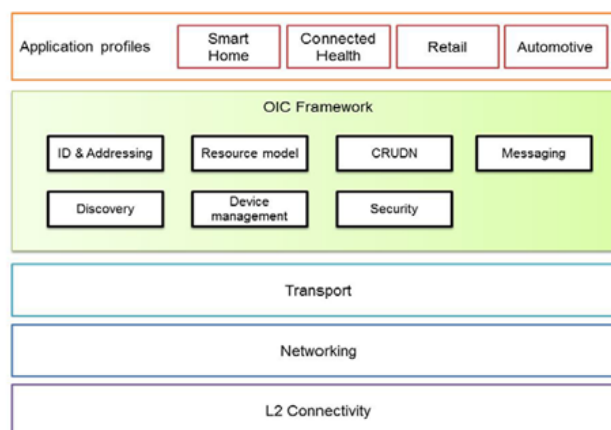 Application profiles
Smart
Home
Connected
Health
Retail
Automotive
OIC Framework
ID & Addressing
Resource model
CRUDN
Messaging
Discovery
Device
management
Security
Transport
Networking
L2 Connectivity